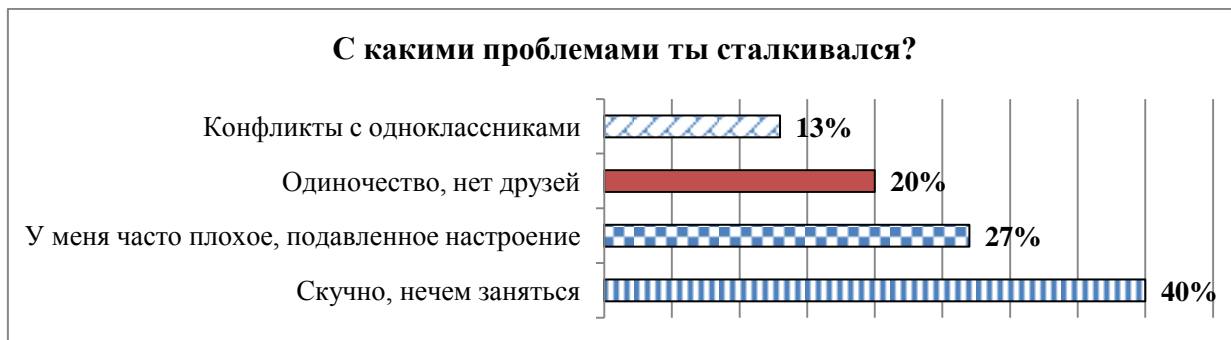 С какими проблемами ты сталкивался?
Конфликты с одноклассниками 13%
Одиночество, нет друзей 20%
У меня часто плохое, подавленное настроение 27%
Скучно, нечем заняться 40%